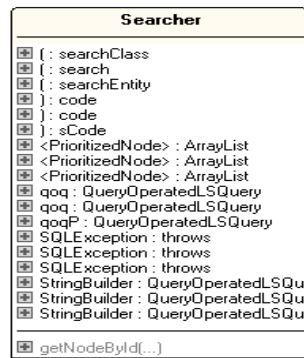 Searcher
( : searchClass
( : search
( : searchEntity
) : code
) : code
) : sCode
<PrioritizedNode> : ArrayList
<PrioritizedNode> : ArrayList
<PrioritizedNode> : ArrayList
qoq : QueryOperatedLSQuery
qoq : QueryOperatedLSQuery
qoqP : QueryOperatedLSQuery
SQLException : throws
SQLException : throws
SQLException : throws
StringBuilder : QueryOperatedLSQu
StringBuilder : QueryOperatedLSQu
StringBuilder : QueryOperatedLSQu
getNodeById(...)